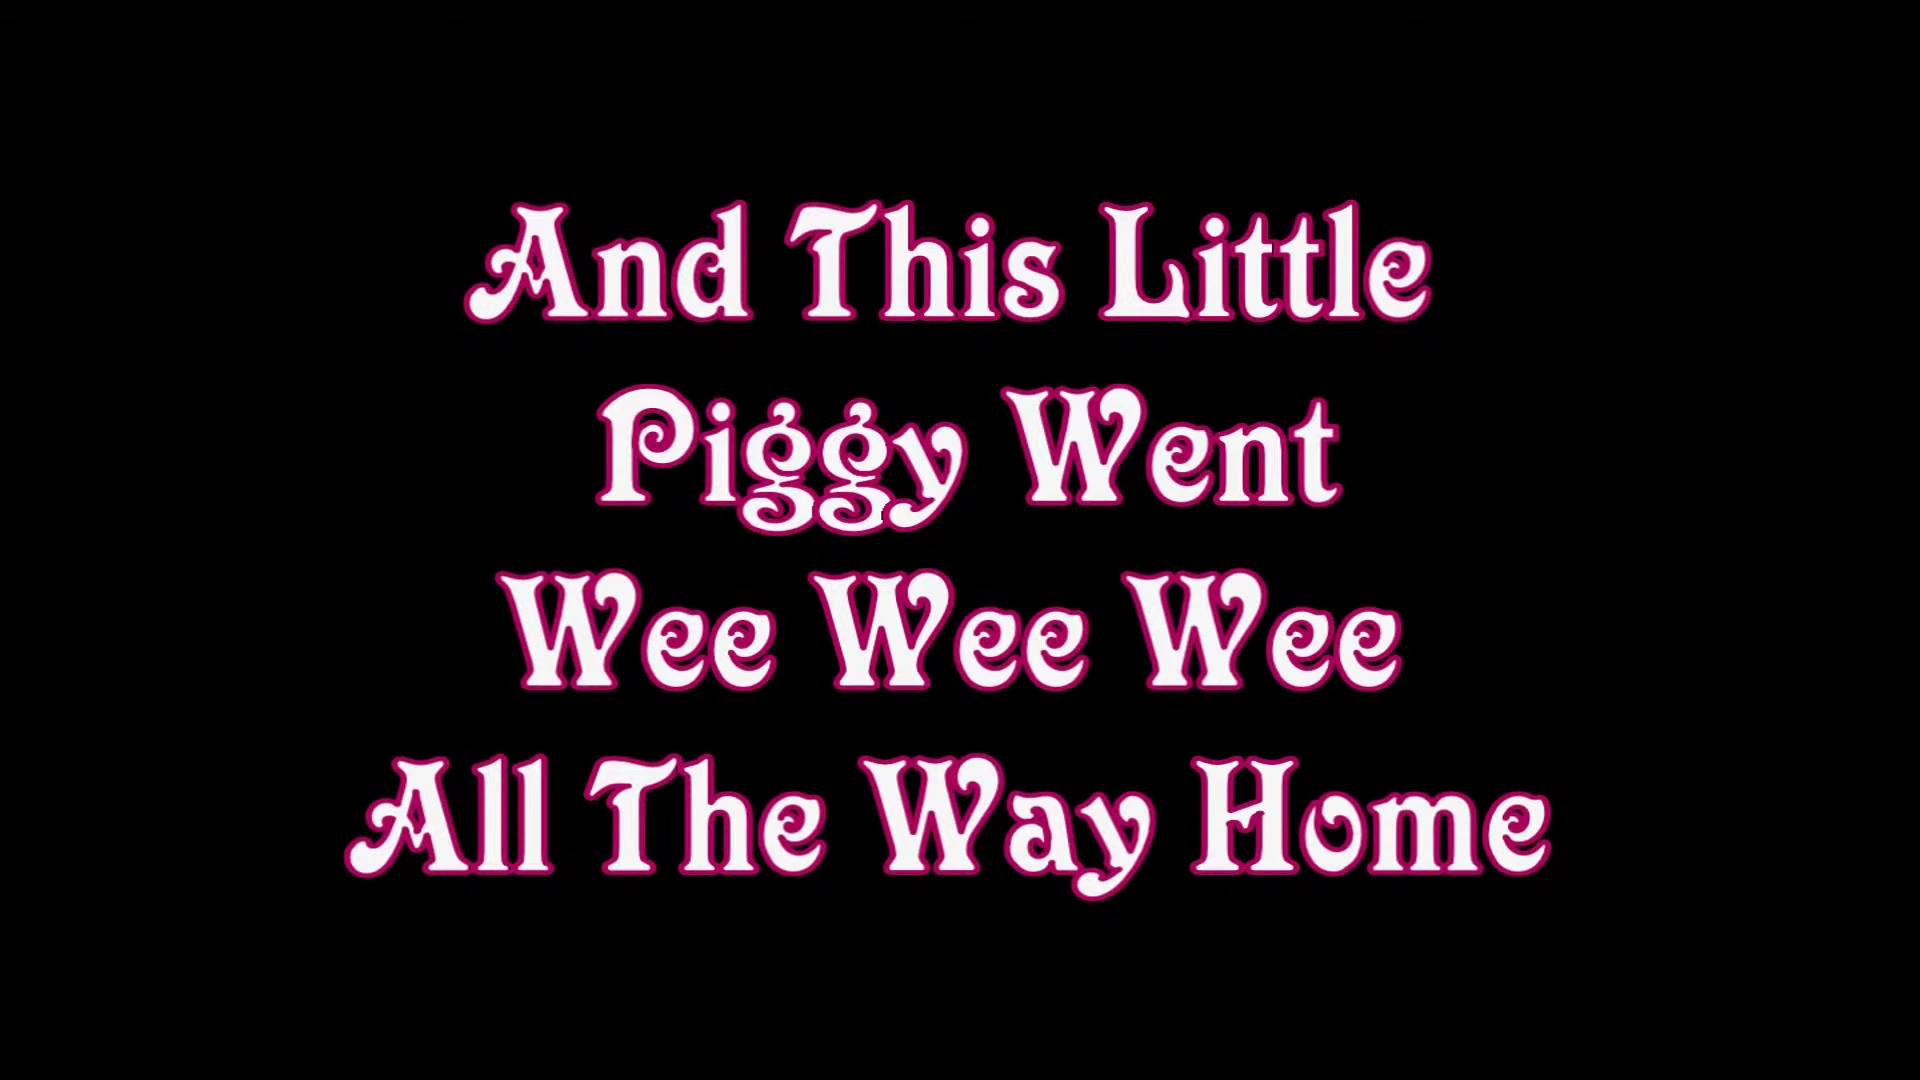 And This Little
Piggy Went
Wee Wee Wee
All The Way Home